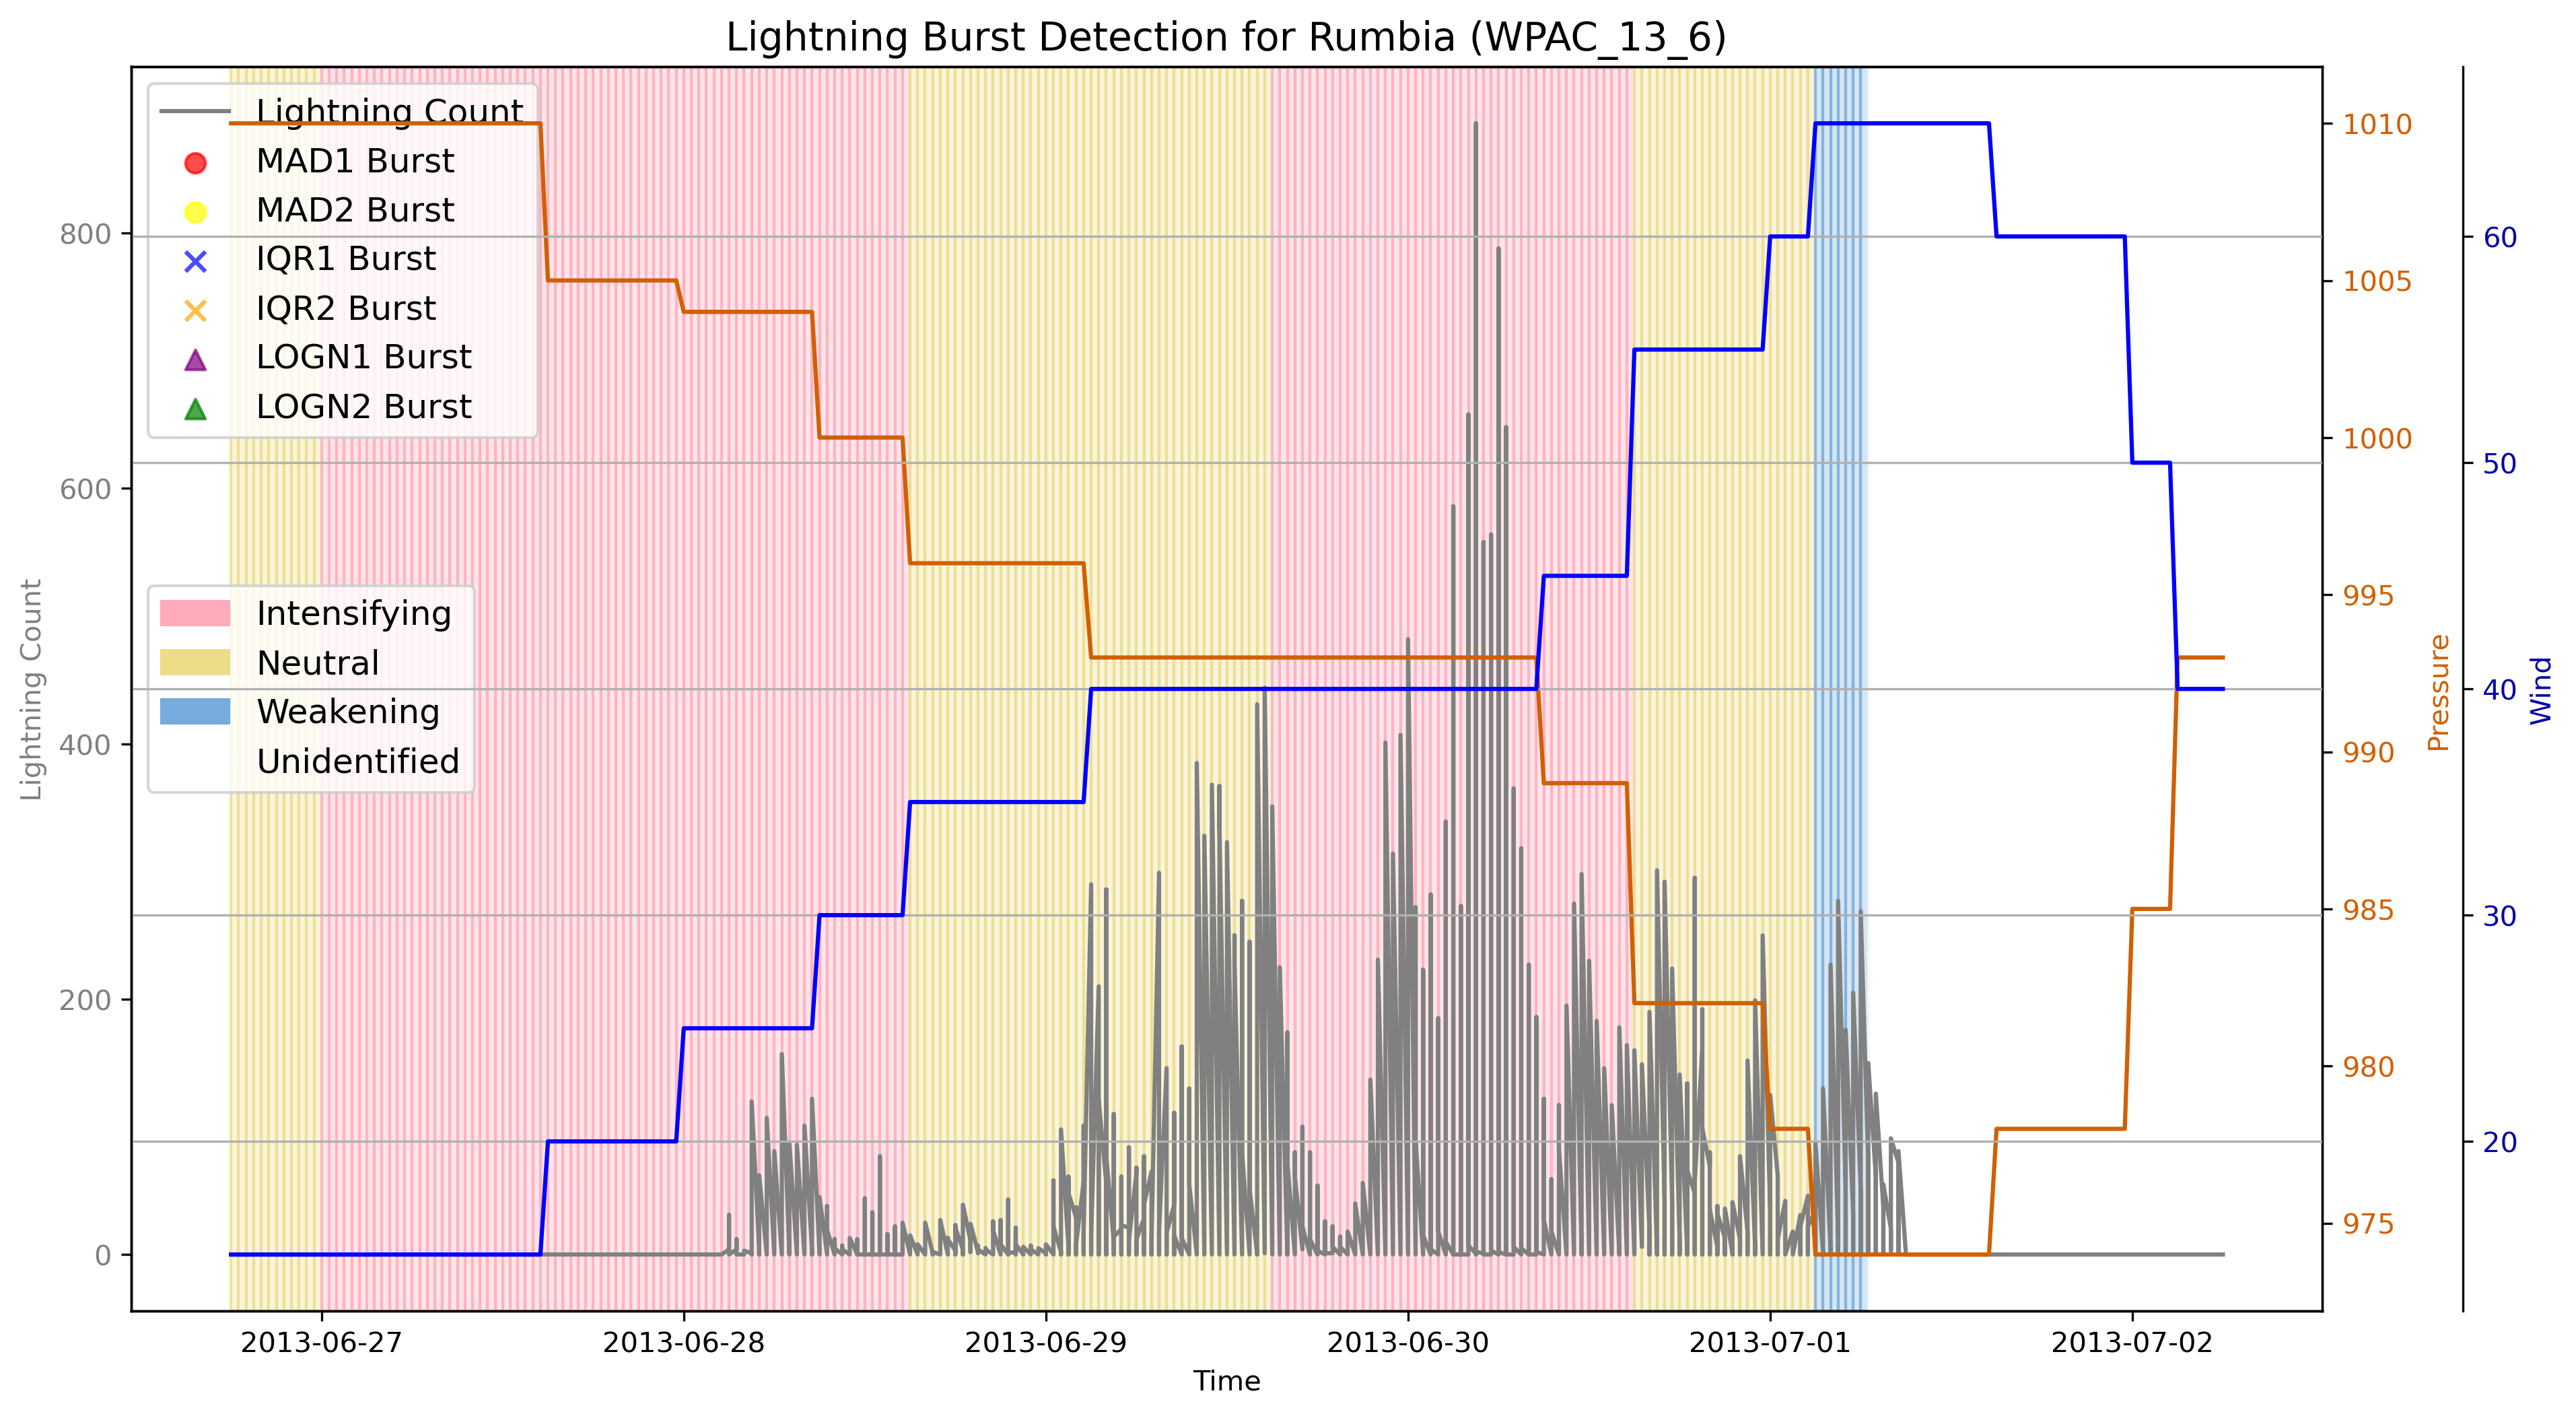 Lightning Burst Detection for Rumbia (WPAC_13_6)
Lightning Count
MAD1 Burst
MAD2 Burst
IQR1 Burst
IQR2 Burst
LOGN1 Burst
LOGN2 Burst
Intensifying
Neutral
Weakening
Unidentified
Lightning Count
800
600
400
200
0
1010
1005
1000
995
990
985
980
975
Pressure
60
50
40
30
20
Wind
2013-06-27
2013-06-28
2013-06-29
2013-06-30
2013-07-01
2013-07-02
Time